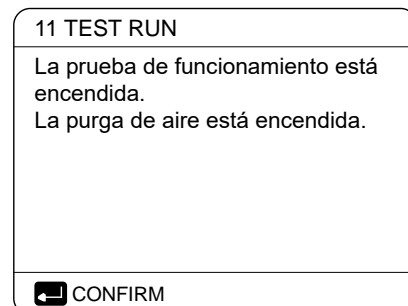 11 TEST RUN
La prueba de funcionamiento está
encendida.
La purga de aire está encendida.
CONFIRM